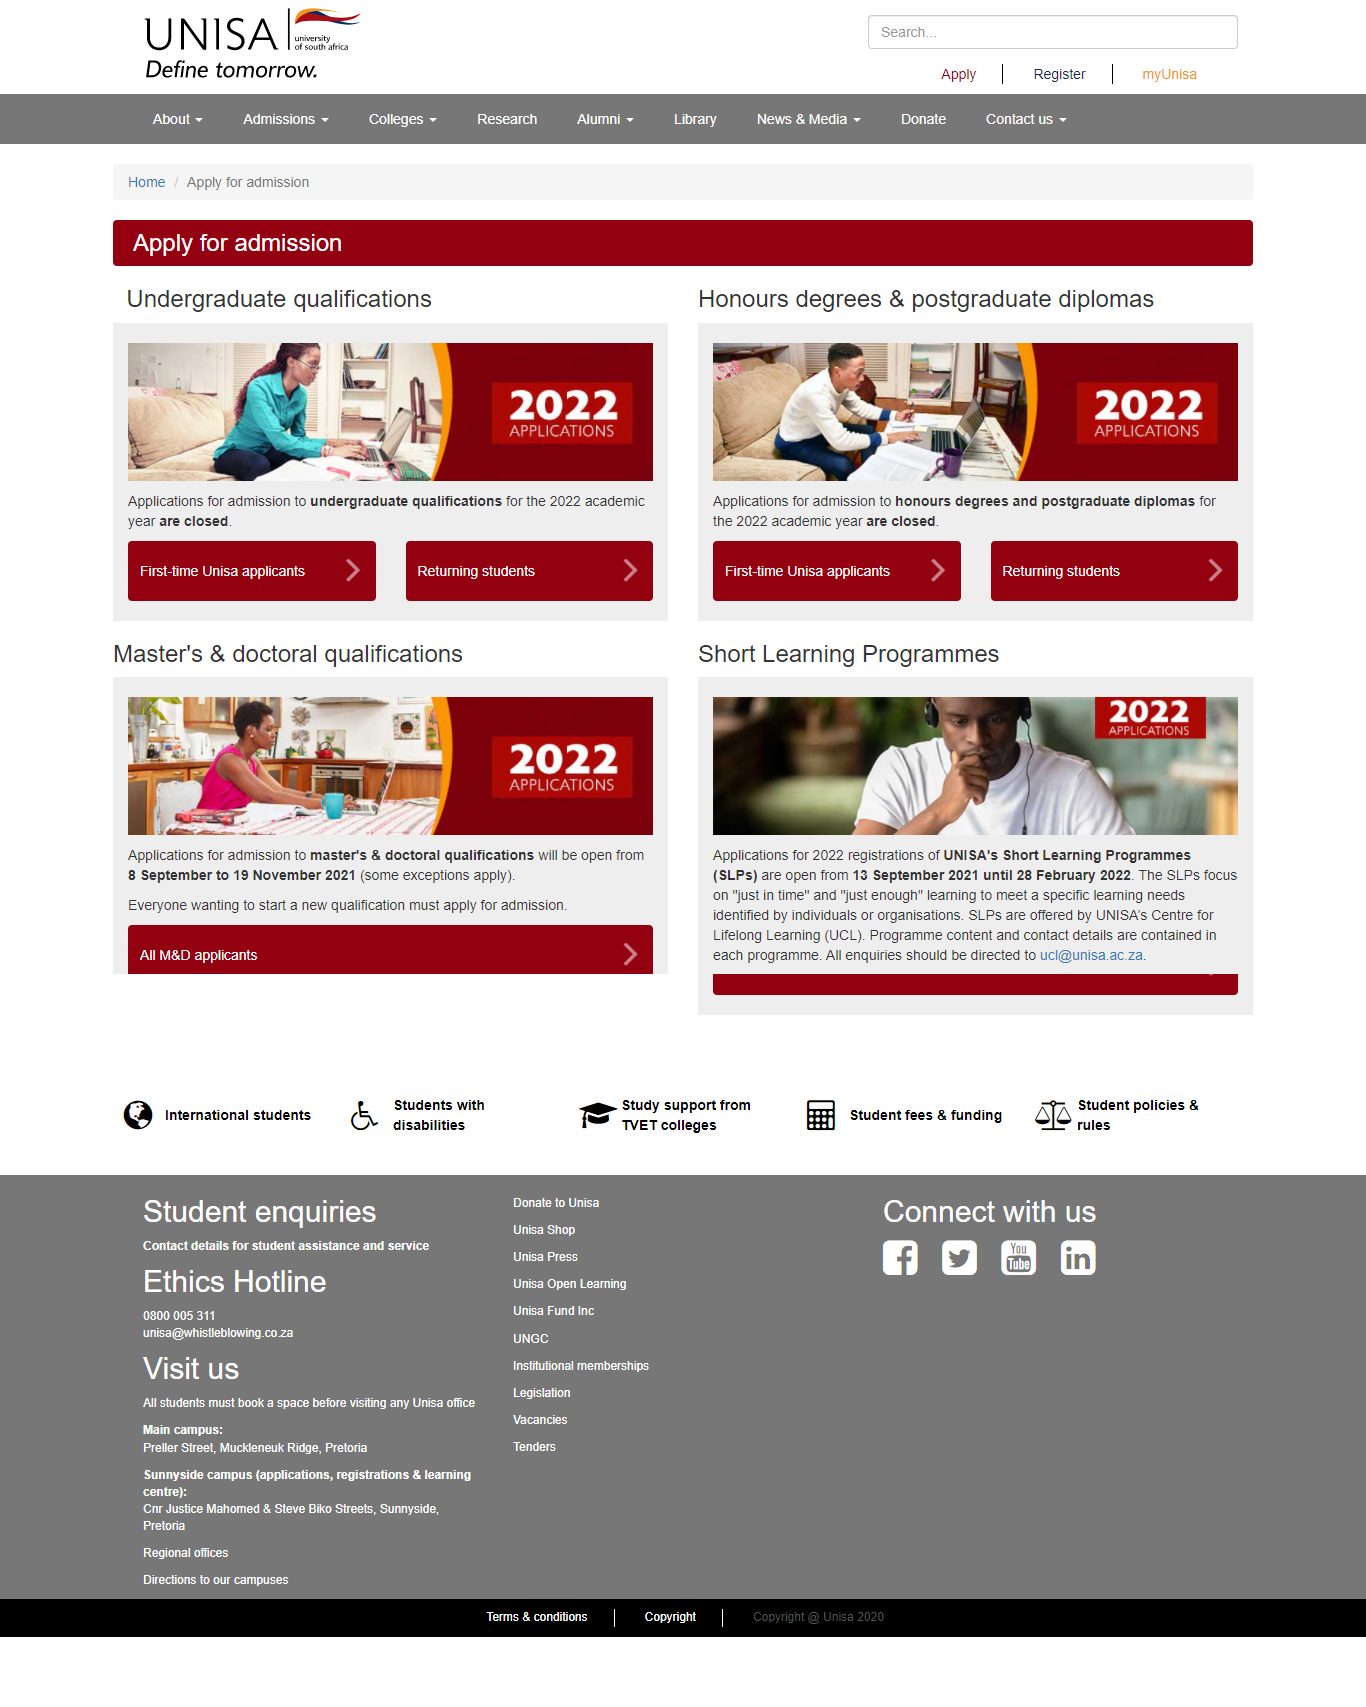 UNISA
university
of south africa
Define tomorrow.
Search...
Apply
Register
myUnisa
About
Admissions
Colleges
Research
Alumni
Library
News & Media
Donate
Contact us
Home / Apply for admission
Apply for admission
Undergraduate qualifications
2022
APPLICATIONS
Applications for admission to undergraduate qualifications for the 2022 academic
year are closed.
First-time Unisa applicants
Returning students
Honours degrees & postgraduate diplomas
2022
APPLICATIONS
Applications for admission to honours degrees and postgraduate diplomas for
the 2022 academic year are closed.
First-time Unisa applicants
Returning students
Master's & doctoral qualifications
2022
APPLICATIONS
Applications for admission to master's & doctoral qualifications will be open from
8 September to 19 November 2021 (some exceptions apply).
Everyone wanting to start a new qualification must apply for admission.
All M&D applicants
Short Learning Programmes
2022
APPLICATIONS
Applications for 2022 registrations of UNISA's Short Learning Programmes
(SLPs) are open from 13 September 2021 until 28 February 2022. The SLPs focus
on "just in time" and "just enough" learning to meet a specific learning needs
identified by individuals or organisations. SLPs are offered by UNISA's Centre for
Lifelong Learning (UCL). Programme content and contact details are contained in
each programme. All enquiries should be directed to ucl@unisa.ac.za.
International students
Students with
disabilities
Study support from
TVET colleges
Student fees & funding
Student policies &
rules
Student enquiries
Contact details for student assistance and service
Ethics Hotline
0800 005 311
unisa@whistleblowing.co.za
Visit us
All students must book a space before visiting any Unisa office
Main campus:
Preller Street, Muckleneuk Ridge, Pretoria
Sunnyside campus (applications, registrations & learning
centre):
Cnr Justice Mahomed & Steve Biko Streets, Sunnyside,
Pretoria
Regional offices
Directions to our campuses
Donate to Unisa
Unisa Shop
Unisa Press
Unisa Open Learning
Unisa Fund Inc
UNGC
Institutional memberships
Legislation
Vacancies
Tenders
Connect with us
You
Tube
Terms & conditions
Copyright
Copyright @ Unisa 2020